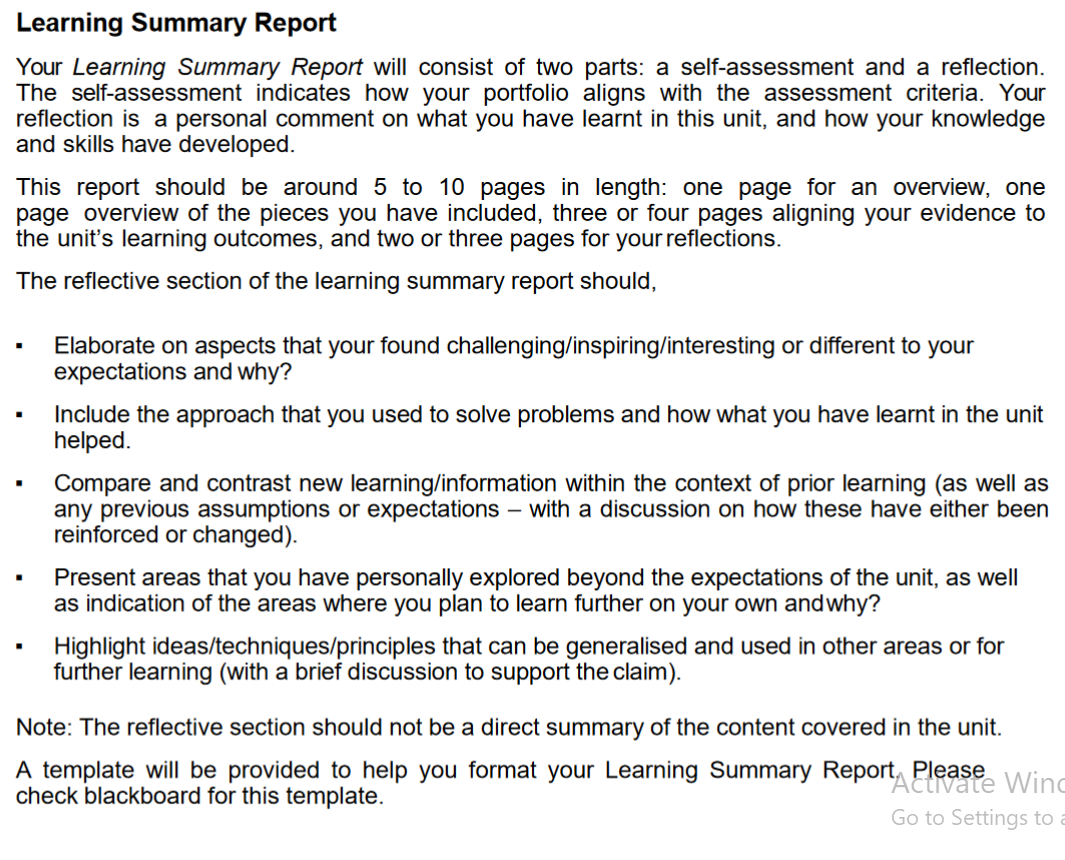 Learning Summary Report
Your Learning Summary Report will consist of two parts: a self-assessment and a reflection.
The self-assessment indicates how your portfolio aligns with the assessment criteria. Your
reflection is a personal comment on what you have learnt in this unit, and how your knowledge
and skills have developed.
This report should be around 5 to 10 pages in length: one page for an overview, one
page overview of the pieces you have included, three or four pages aligning your evidence to
the unit's learning outcomes, and two or three pages for your reflections.
The reflective section of the learning summary report should,
▪ Elaborate on aspects that your found challenging/inspiring/interesting or different to your
expectations and why?
▪ Include the approach that you used to solve problems and how what you have learnt in the unit
helped.
▪ Compare and contrast new learning/information within the context of prior learning (as well as
any previous assumptions or expectations – with a discussion on how these have either been
reinforced or changed).
▪ Present areas that you have personally explored beyond the expectations of the unit, as well
as indication of the areas where you plan to learn further on your own andwhy?
▪ Highlight ideas/techniques/principles that can be generalised and used in other areas or for
further learning (with a brief discussion to support the claim).
Note: The reflective section should not be a direct summary of the content covered in the unit.
A template will be provided to help you format your Learning Summary Report. Please
check blackboard for this template.
Activate Wind
Go to Settings to a